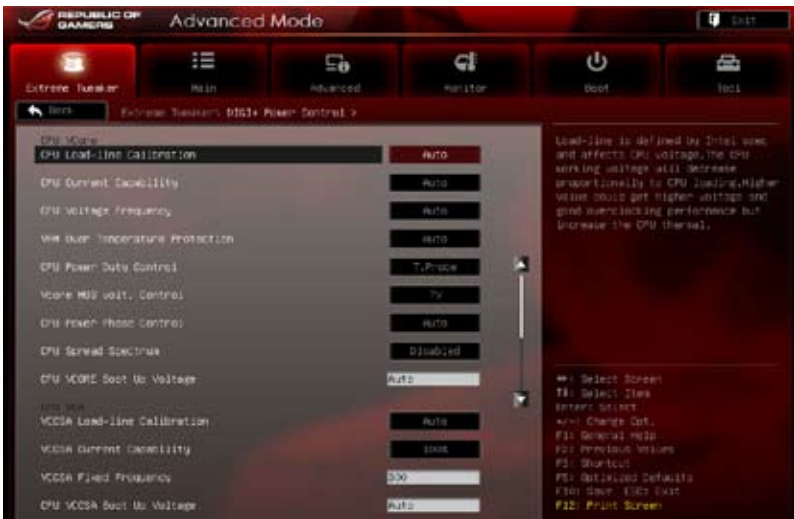 REPUBLIC OF GAMERS
Advanced Mode
Exit
Extreme Tweaker
Main
Advanced
Monitor
Boot
Tool
Back
Extreme Tweaker\ DIGI+ Power Control >
CPU VCore
CPU Load-line Calibration Auto
CPU Current Capability Auto
CPU Voltage Frequency Auto
VRM Over Temperature Protection Auto
CPU Power Duty Control T.Probe
Vcore MOS volt. Control 7V
CPU Power Phase Control Auto
CPU Spread Spectrum Disabled
CPU VCORE Boot Up Voltage Auto
VCCSA Load-line Calibration Auto
VCCSA Current Capability 100%
VCCSA Fixed Frequency 300
CPU VCCSA Boot Up Voltage Auto
Load-line is defined by Intel spec
and affects CPU voltage.The CPU
working voltage will decrease
proportionally to CPU loading.Higher
value could get higher voltage and
good overclocking performance but
increase the CPU thermal.
: Select Screen
: Select Item
Enter: Select
+/-: Change Opt.
F1: General Help
F2: Previous Values
F3: Shortcut
F5: Optimized Defaults
F10: Save ESC: Exit
F12: Print Screen